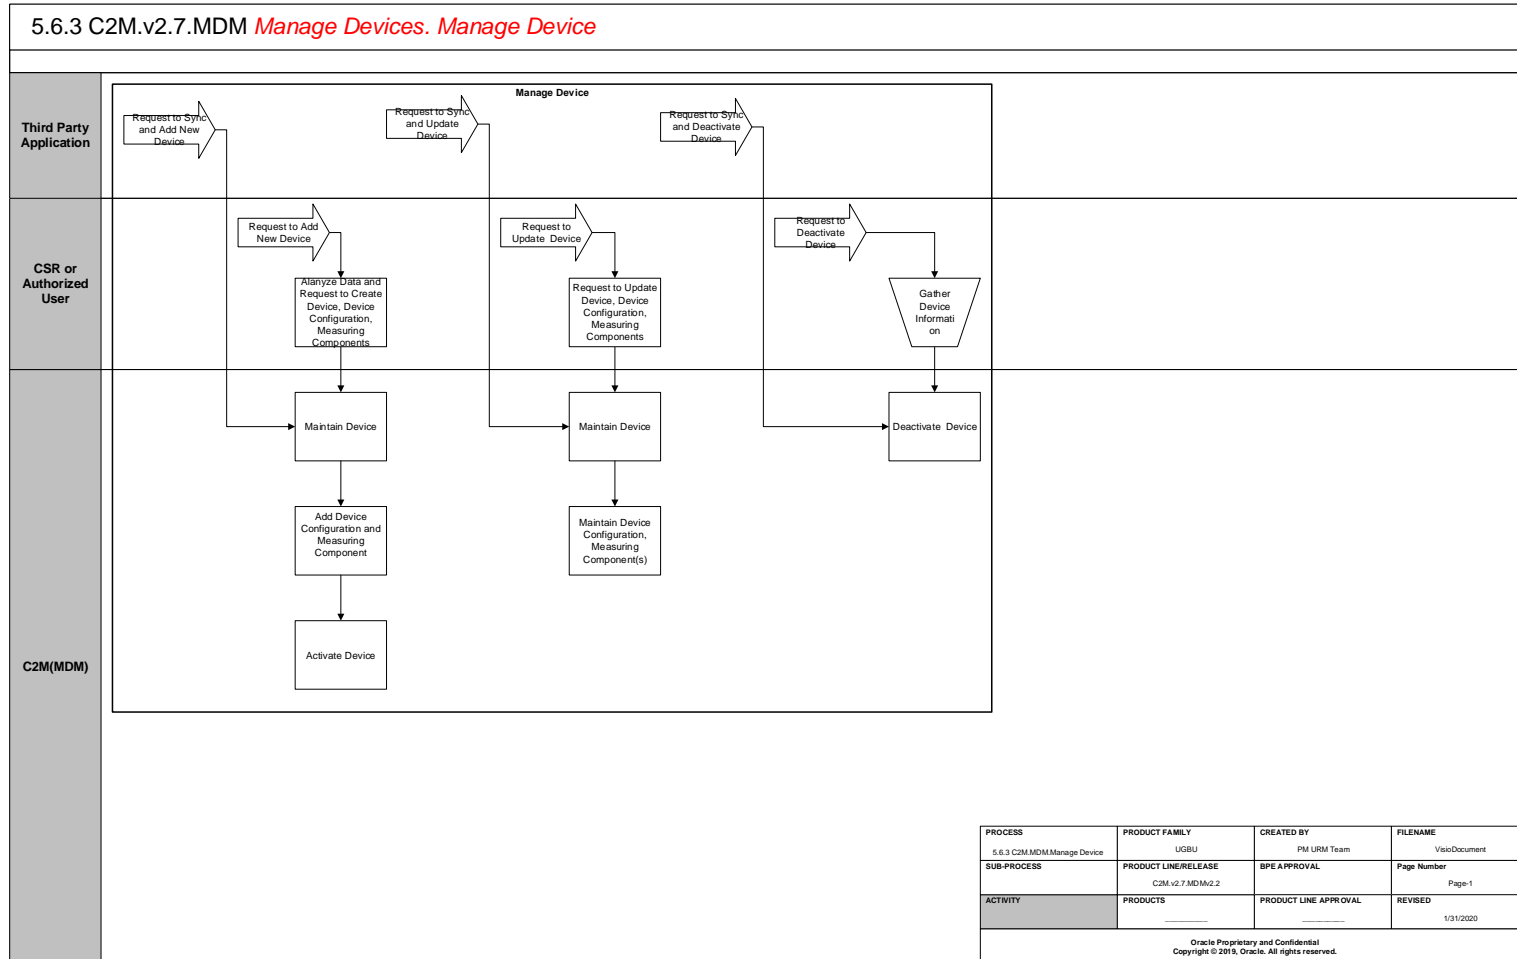 5.6.3 C2M.v2.7.MDM Manage Devices. Manage Device
Manage Device
Third Party
Application
Request to Sync
and Add New
Device
Request to Sync
and Update
Device
Request to Sync
and Deactivate
Device
CSR or
Authorized
User
Request to Add
New Device
Request to
Update Device
Request to
Deactivate
Device
Alanyze Data and
Request to Create
Device, Device
Configuration,
Measuring
Components
Request to Update
Device, Device
Configuration,
Measuring
Components
Gather
Device
Informati
on
C2M(MDM)
Maintain Device
Maintain Device
Deactivate Device
Add Device
Configuration and
Measuring
Component
Maintain Device
Configuration,
Measuring
Component(s)
Activate Device
PROCESS
5.6.3 C2M.MDM.Manage Device
PRODUCT FAMILY
UGBU
CREATED BY
PM URM Team
FILENAME
VisioDocument
SUB-PROCESS
PRODUCT LINE/RELEASE
C2M.v2.7.MDMv2.2
BPE APPROVAL
Page Number
Page-1
ACTIVITY
PRODUCTS
PRODUCT LINE APPROVAL
REVISED
1/31/2020
Oracle Proprietary and Confidential
Copyright © 2019, Oracle. All rights reserved.